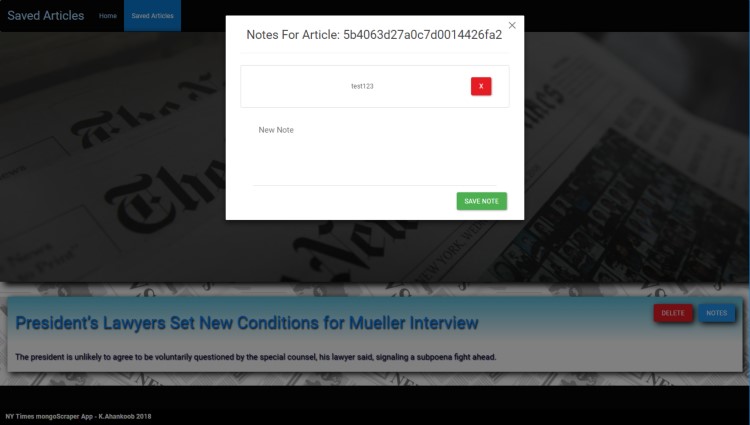 Saved Articles Home Saved Articles
×
Notes For Article: 5b4063d27a0c7d0014426fa2
test123 X
New Note
SAVE NOTE
DELETE NOTES
President's Lawyers Set New Conditions for Mueller Interview
The president is unlikely to agree to be voluntarily questioned by the special counsel, his lawyer said, signaling a subpoena fight ahead.
NY Times mongoScraper App - K.Ahankoob 2018